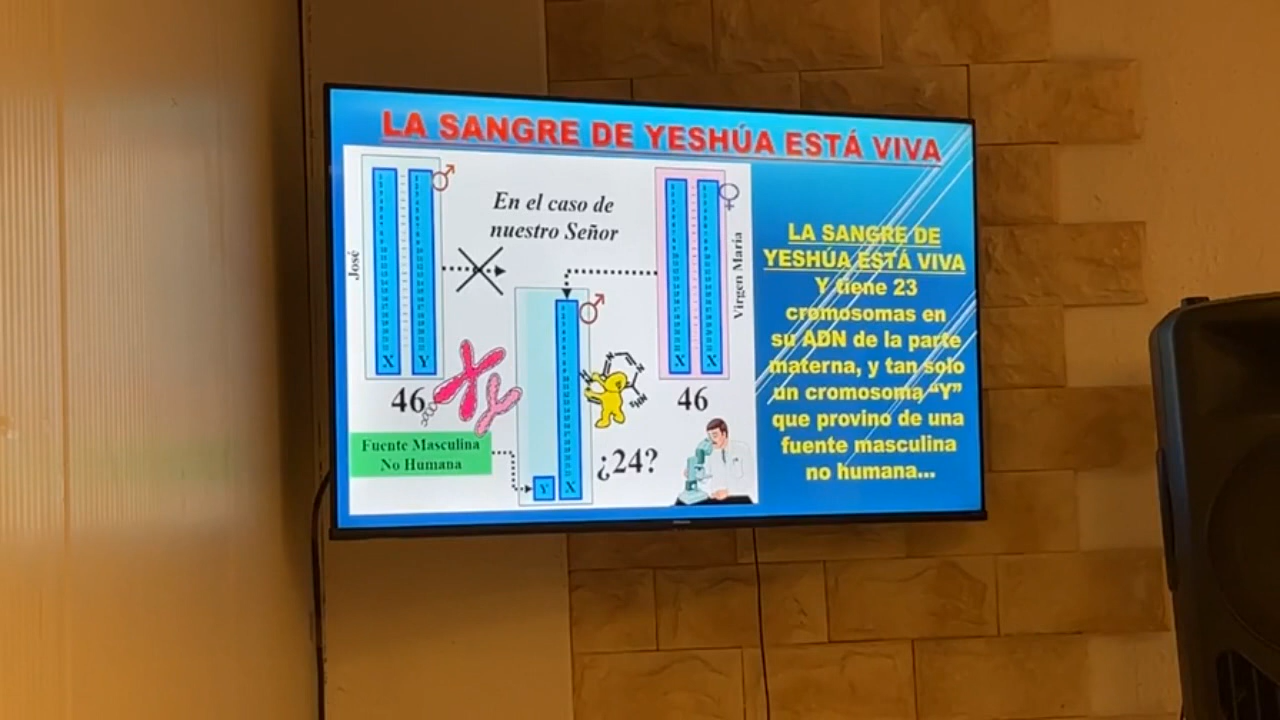 LA SANGRE DE YESHÚA ESTÁ VIVA
En el caso de
nuestro Señor
José
Virgen María
X
Y
X
X
46
46
Fuente Masculina
No Humana
Y
X
¿24?
LA SANGRE DE
YESHÚA ESTÁ VIVA
Y tiene 23
cromosomas en
su ADN de la parte
materna, y tan solo
un cromosoma “Y”
que provino de una
fuente masculina
no humana...